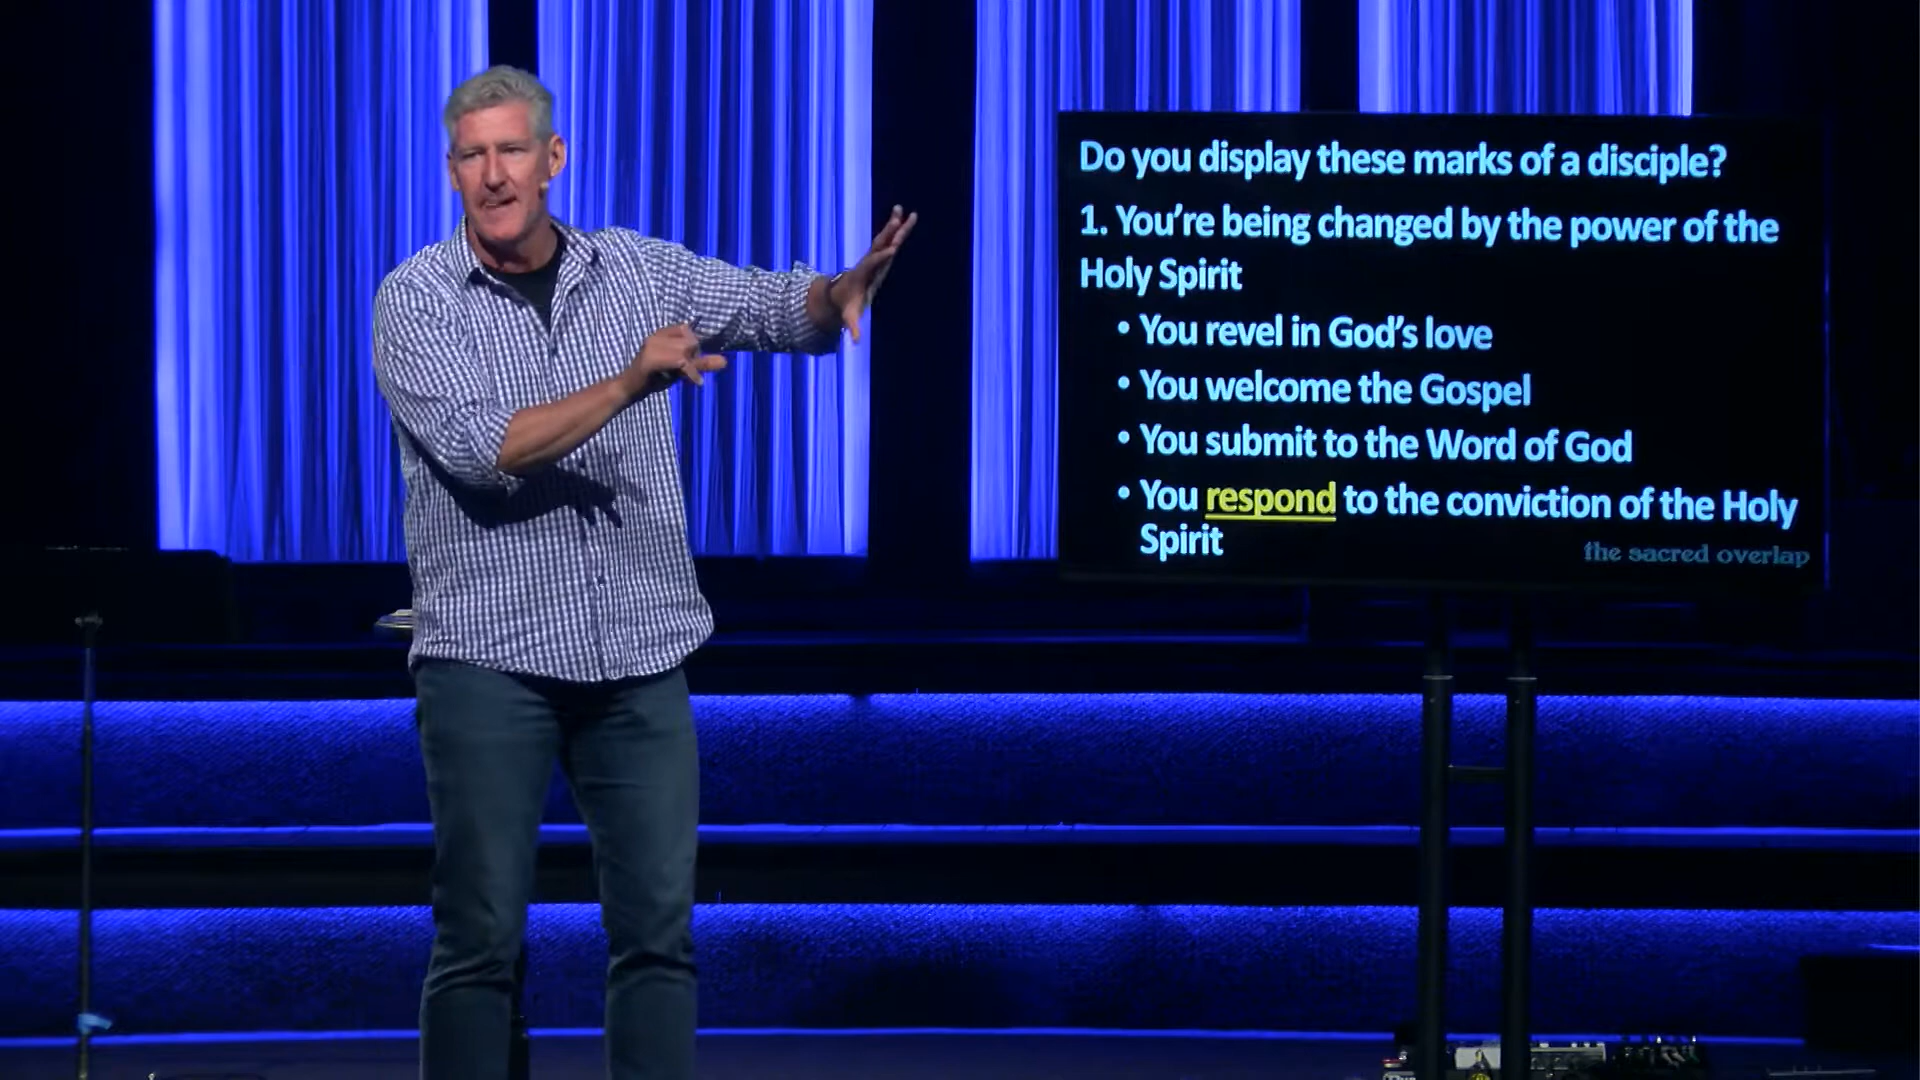 Do you display these marks of a disciple?
1. You’re being changed by the power of the
Holy Spirit
• You revel in God’s love
• You welcome the Gospel
• You submit to the Word of God
• You respond to the conviction of the Holy
Spirit
the sacred overlap